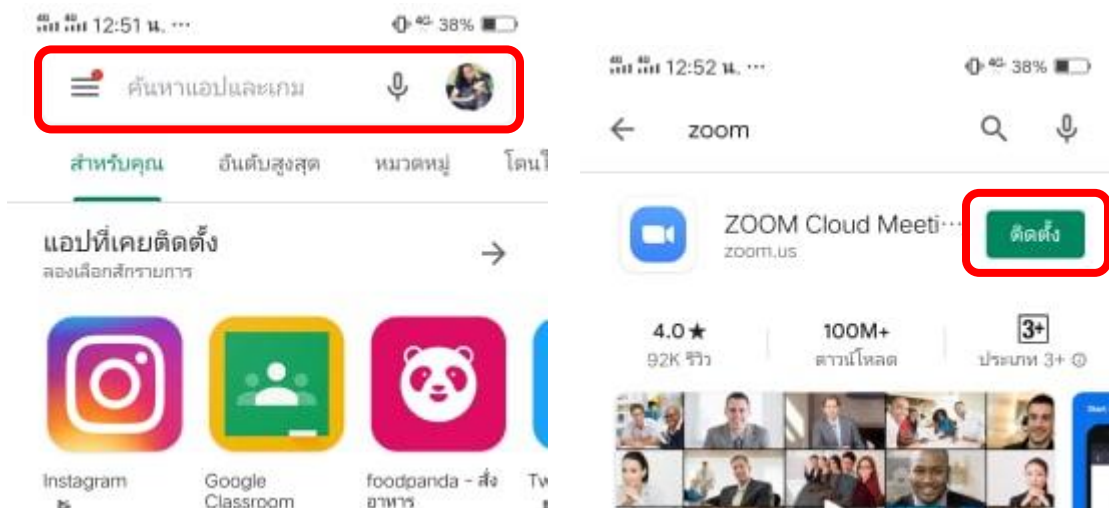 12:51 น. ...
4G 38%
ค้นหาแอปและเกม
สำหรับคุณ
อันดับสูงสุด
หมวดหมู่
แอปที่เคยติดตั้ง
ลองเลือกสักรายการ
Instagram
Google
Classroom
foodpanda - สั่ง
อาหาร
Tw
12:52 น. ...
4G 38%
zoom
ZOOM Cloud Meeti...
zoom.us
ติดตั้ง
4.0 ★
92K รีวิว
100M+
ดาวน์โหลด
3+
ประเภท 3+
Start